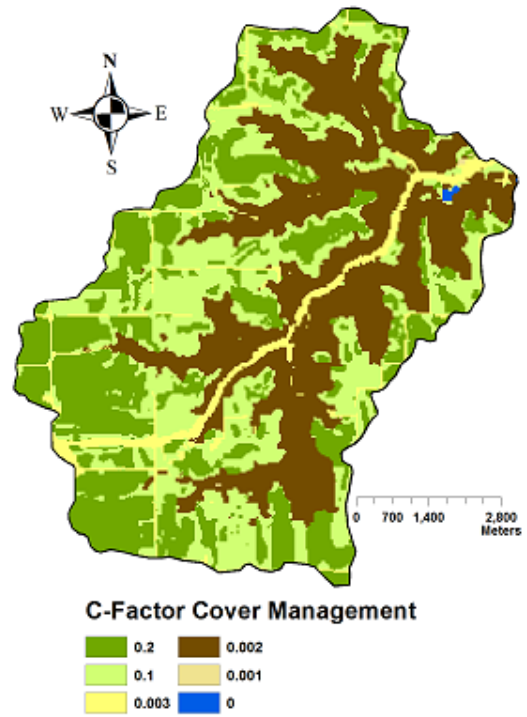 N
W E
S
0 700 1,400 2,800
Meters
C-Factor Cover Management
0.2 0.002
0.1 0.001
0.003 0